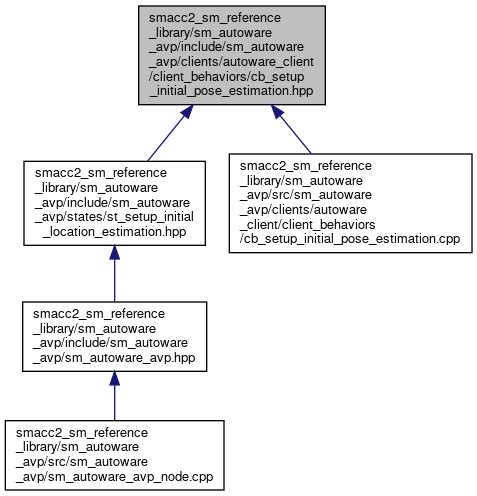 smacc2_sm_reference
_library/sm_autoware
_avp/include/sm_autoware
_avp/clients/autoware_client
/client_behaviors/cb_setup
_initial_pose_estimation.hpp
smacc2_sm_reference
_library/sm_autoware
_avp/include/sm_autoware
_avp/states/st_setup_initial
_location_estimation.hpp
smacc2_sm_reference
_library/sm_autoware
_avp/src/sm_autoware
_avp/clients/autoware
_client/client_behaviors
/cb_setup_initial_pose_estimation.cpp
smacc2_sm_reference
_library/sm_autoware
_avp/include/sm_autoware
_avp/sm_autoware_avp.hpp
smacc2_sm_reference
_library/sm_autoware
_avp/src/sm_autoware
_avp/sm_autoware_avp_node.cpp